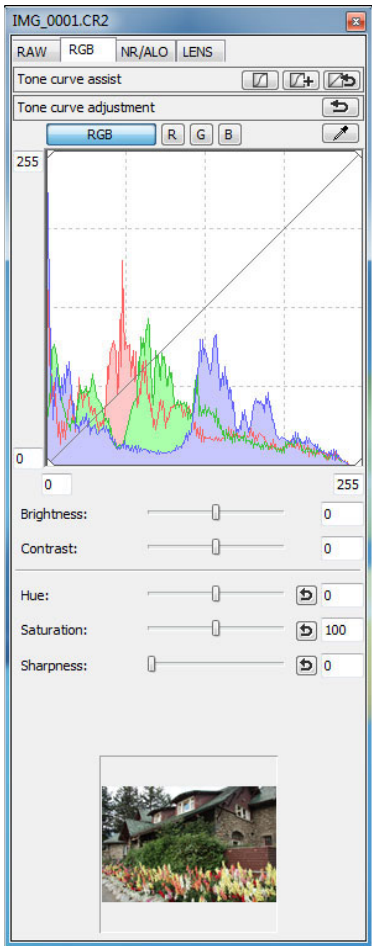 IMG_0001.CR2
RAW RGB NR/ALO LENS
Tone curve assist
Tone curve adjustment
RGB R G B
255
0
0 255
Brightness: 0
Contrast: 0
Hue: 0
Saturation: 100
Sharpness: 0